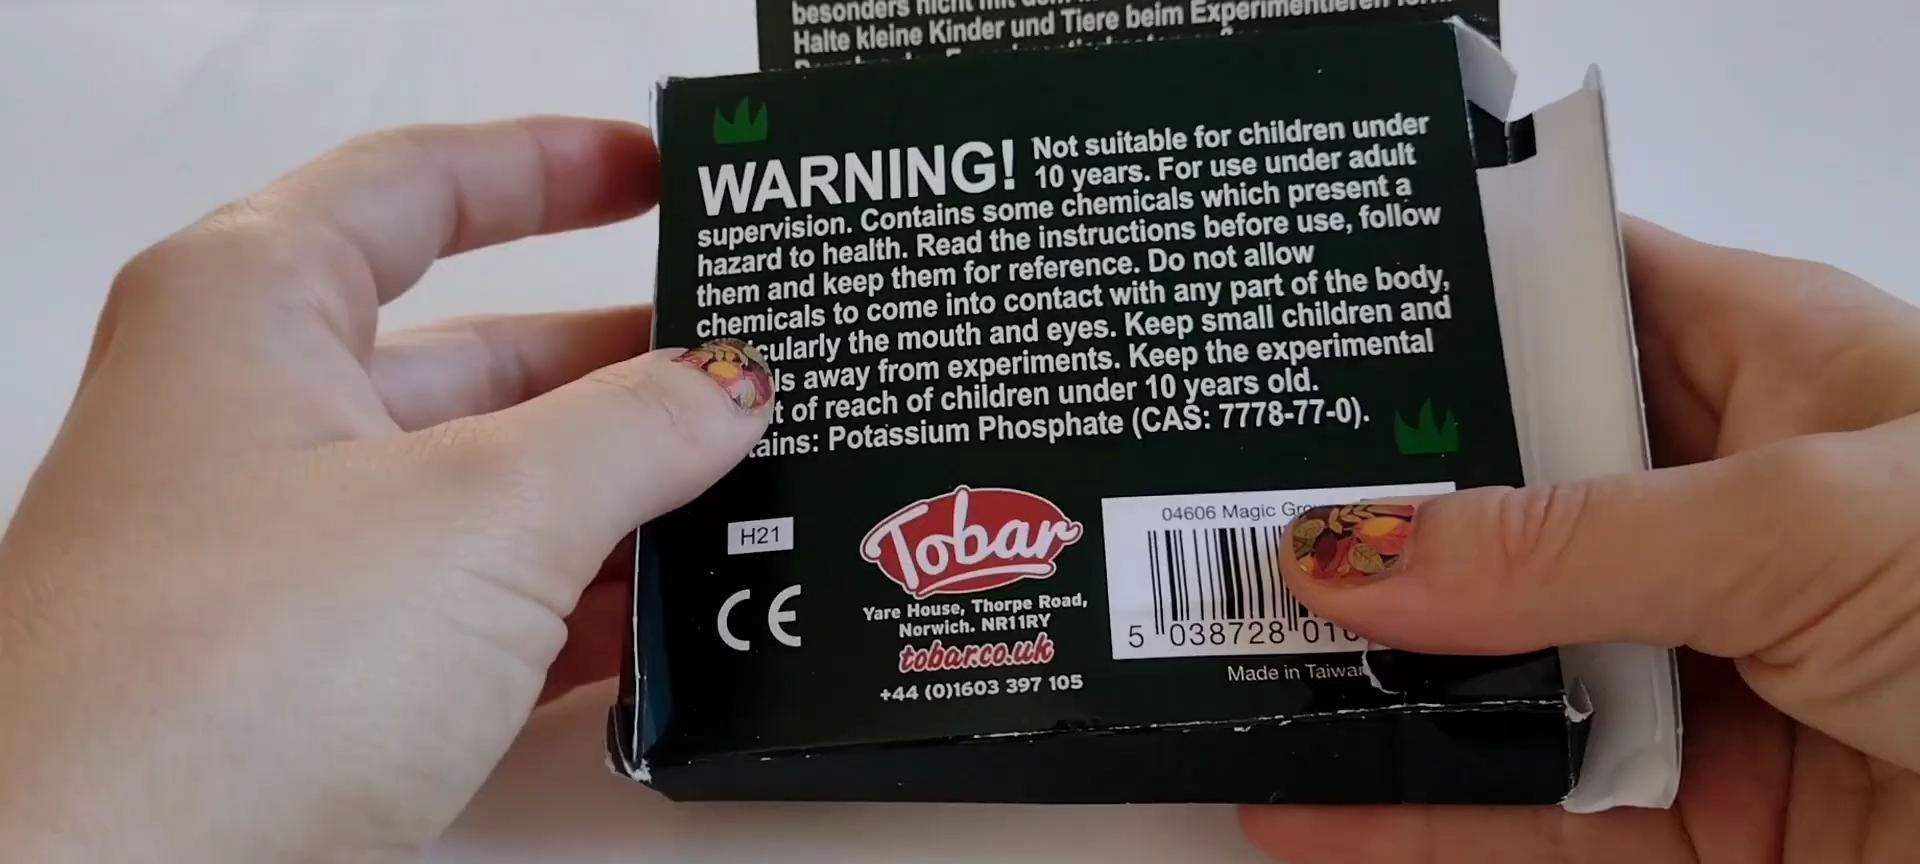 besonders nicht mit
Halte kleine Kinder und Tiere beim Experimentieren
WARNING! Not suitable for children under
10 years. For use under adult
supervision. Contains some chemicals which present a
hazard to health. Read the instructions before use, follow
them and keep them for reference. Do not allow
chemicals to come into contact with any part of the body,
cularly the mouth and eyes. Keep small children and
ls away from experiments. Keep the experimental
t of reach of children under 10 years old.
tains: Potassium Phosphate (CAS: 7778-77-0).
H21
CE
Tobar
Yare House, Thorpe Road,
Norwich. NR11RY
tobar.co.uk
+44 (0)1603 397 105
04606 Magic Gro
5 038728 010
Made in Taiwan